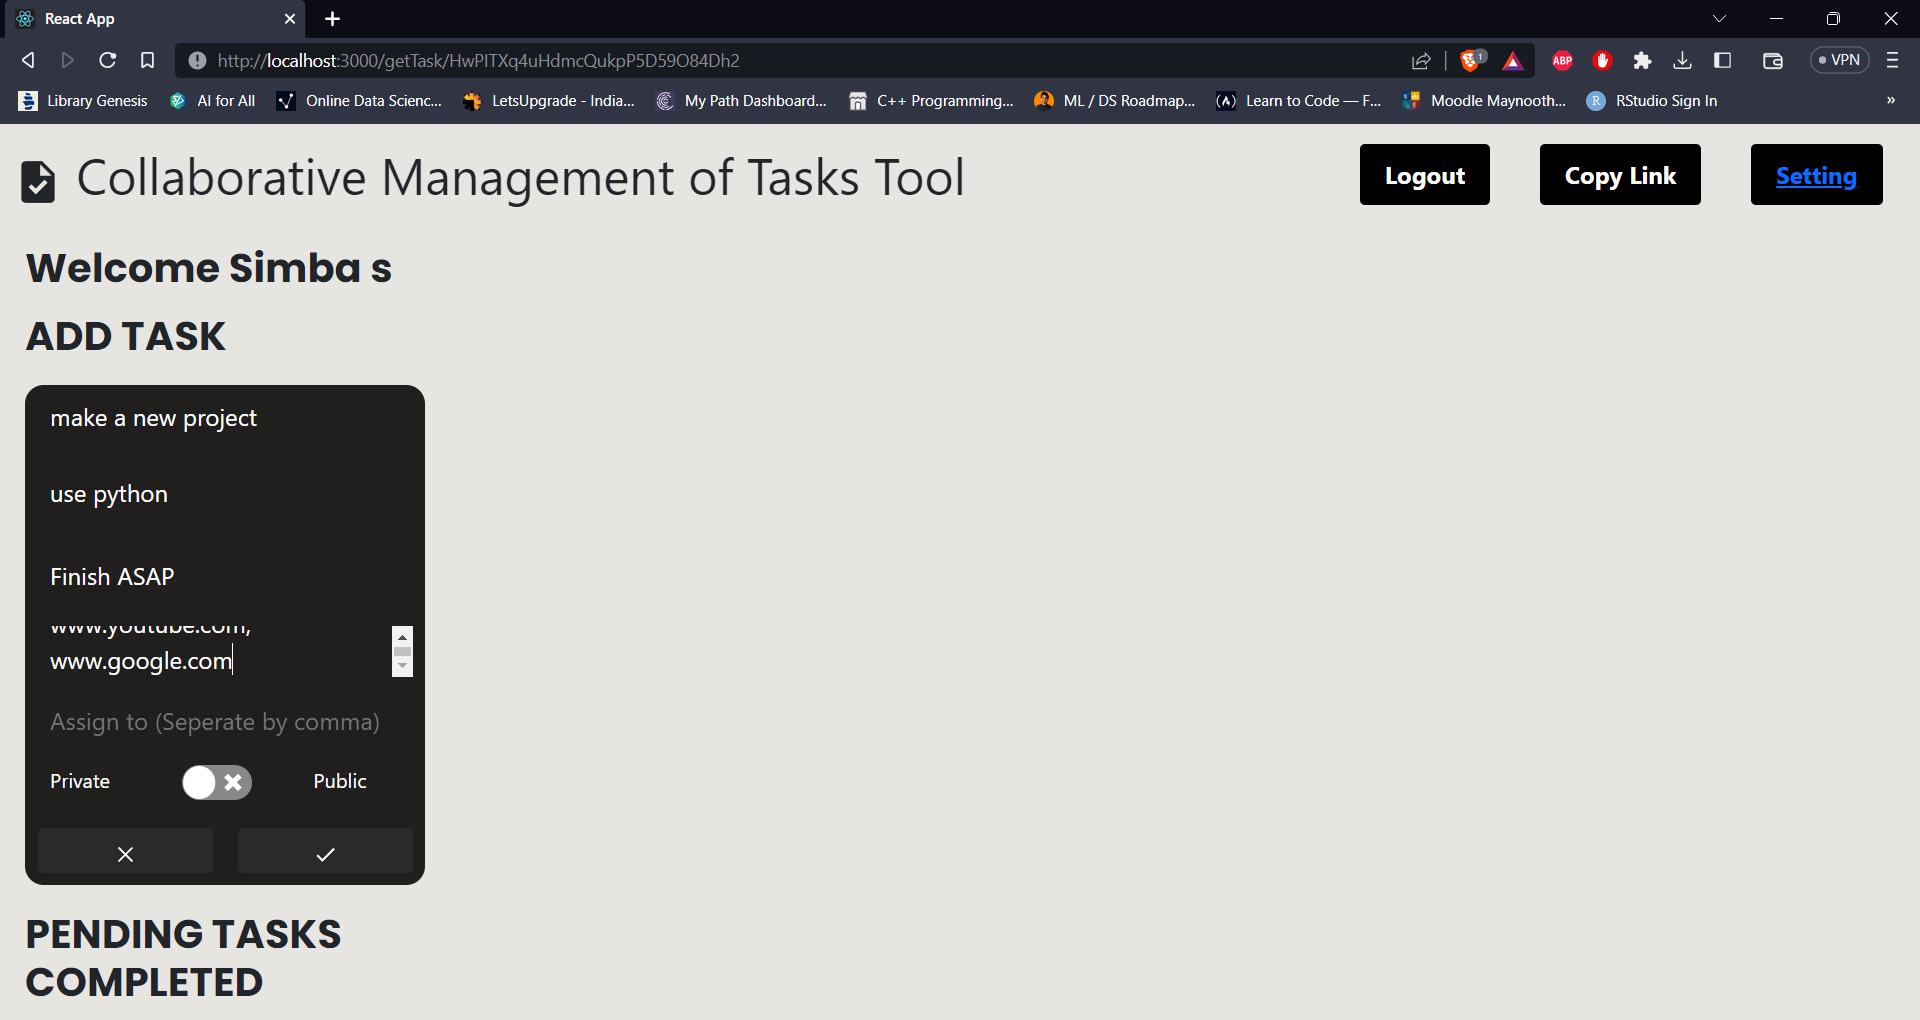 React App
http://localhost:3000/getTask/HwPITXq4uHdmcQukpP5D59O84Dh2
1
ABP
VPN
Library Genesis
AI for All
Online Data Scienc...
LetsUpgrade - India...
My Path Dashboard...
C++ Programming...
ML / DS Roadmap...
Learn to Code — F...
Moodle Maynooth...
R
RStudio Sign In
»
Collaborative Management of Tasks Tool
Logout
Copy Link
Setting
Welcome Simba s
ADD TASK
make a new project
use python
Finish ASAP
www.youtube.com,
www.google.com
Assign to (Seperate by comma)
Private
Public
PENDING TASKS
COMPLETED